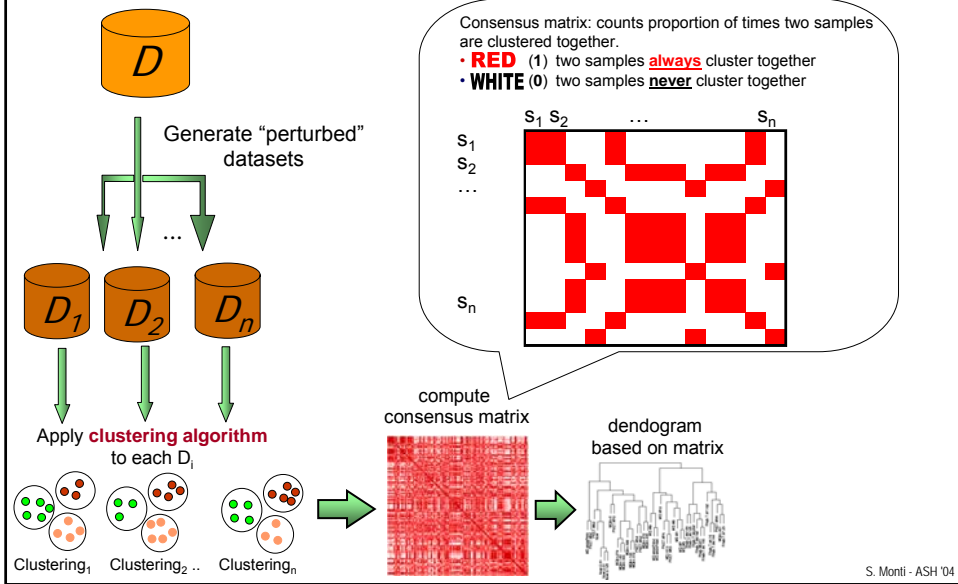 D
Generate “perturbed”
datasets
...
D1
D2
Dn
Apply clustering algorithm
to each Di
Clustering1
Clustering2 ..
Clusteringn
compute
consensus matrix
dendogram
based on matrix
Consensus matrix: counts proportion of times two samples
are clustered together.
• RED (1) two samples always cluster together
• WHITE (0) two samples never cluster together
s1 s2 … sn
s1
s2
…
sn
S. Monti - ASH '04